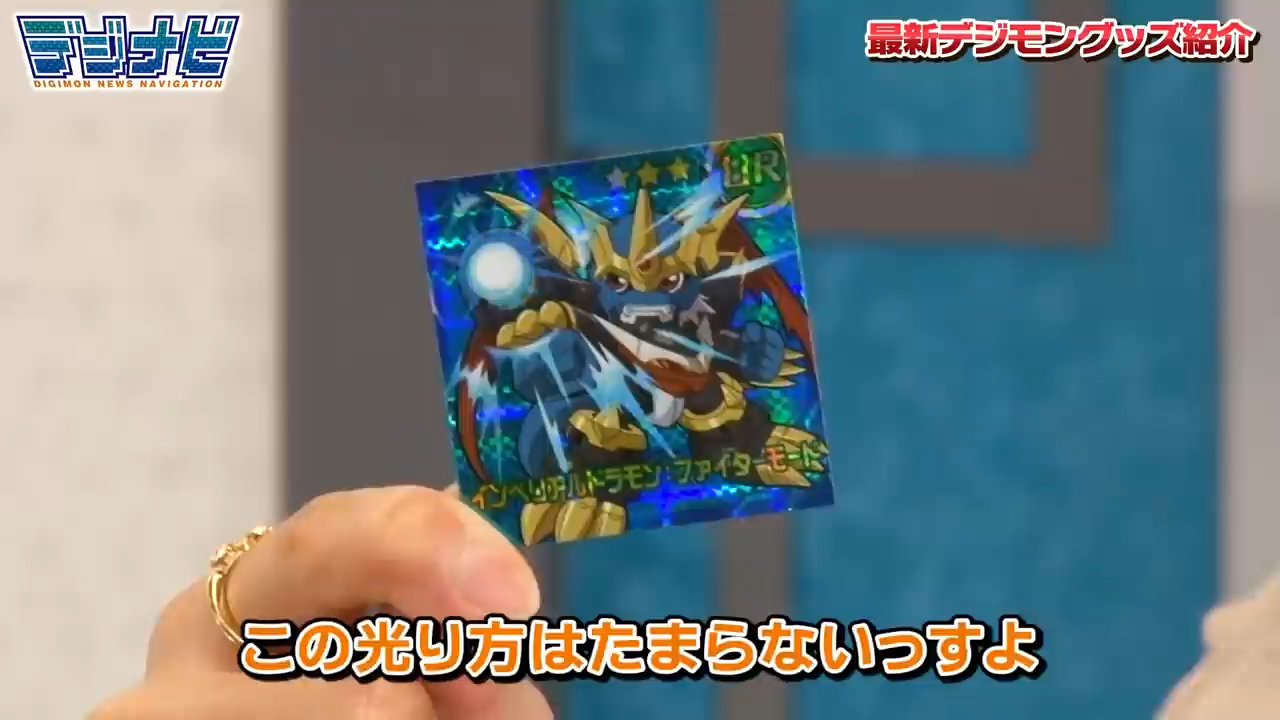 デジナビ
DIGIMON NEWS NAVIGATION
最新デジモングッズ紹介
インペリアルドラモン:ファイターモード
この光り方はたまらないっすよ